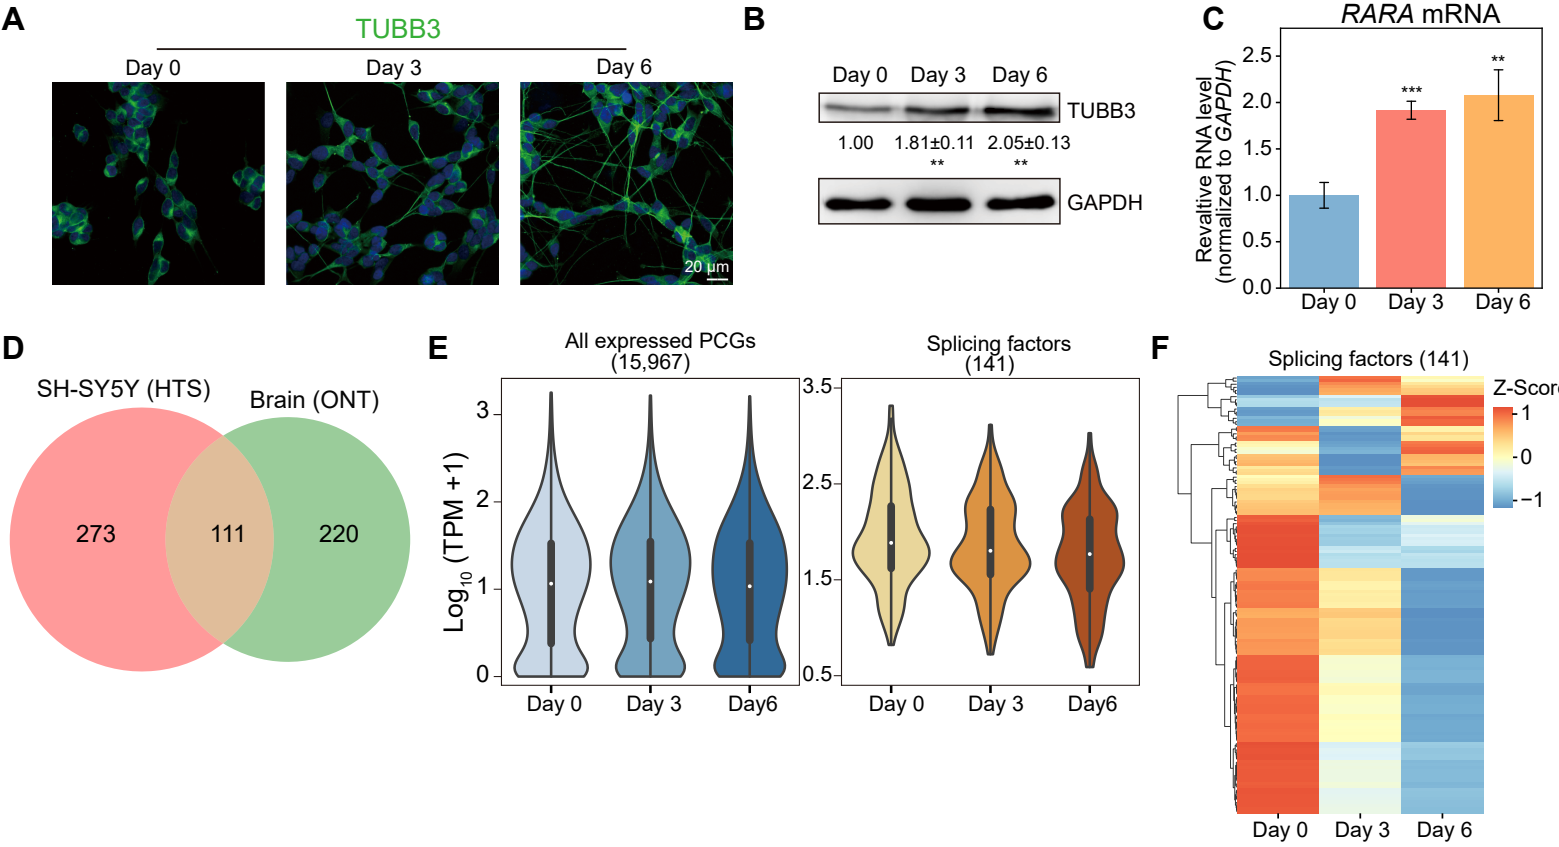 A
TUBB3
Day 0
Day 3
Day 6
20 µm
B
Day 0 Day 3 Day 6
TUBB3
1.00 1.81±0.11 2.05±0.13
** **
GAPDH
C
RARA mRNA
Revaltive RNA level
(normalized to GAPDH)
2.5
2.0
1.5
1.0
0.5
0.0
***
**
Day 0 Day 3 Day 6
D
SH-SY5Y (HTS)
Brain (ONT)
273 111 220
E
All expressed PCGs
(15,967)
Log10 (TPM +1)
3
2
1
0
Day 0 Day 3 Day6
Splicing factors
(141)
3.5
2.5
1.5
0.5
Day 0 Day 3 Day6
F
Splicing factors (141)
Z-Score
1
0
−1
Day 0 Day 3 Day 6